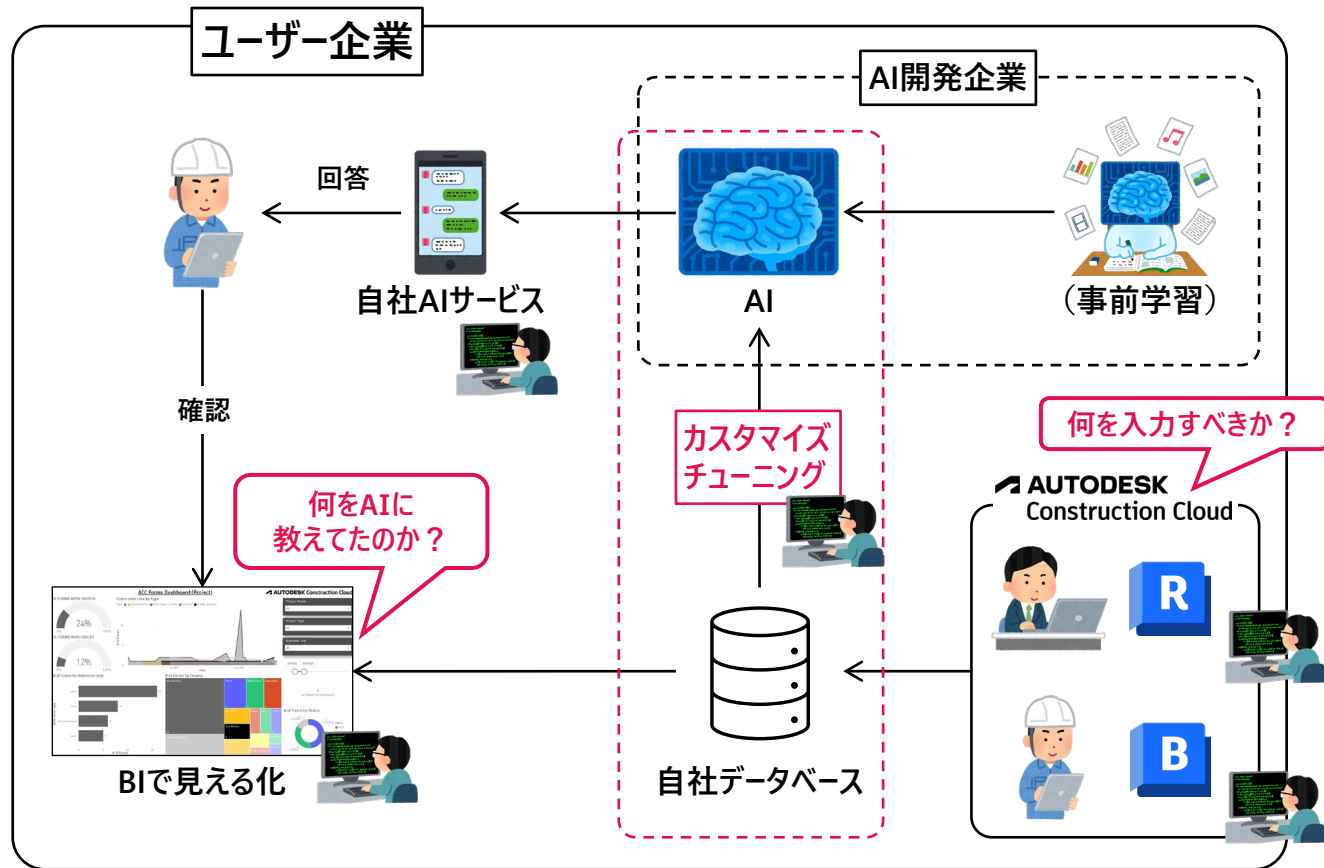 ユーザー企業
AI開発企業
回答
自社AIサービス
AI
(事前学習)
確認
カスタマイズ
チューニング
何を入力すべきか？
AUTODESK
Construction Cloud
何をAIに
教えてたのか？
R
B
ACC Forms Dashboard (Project)
AUTODESK Construction Cloud
24%
12%
BIで見える化
自社データベース